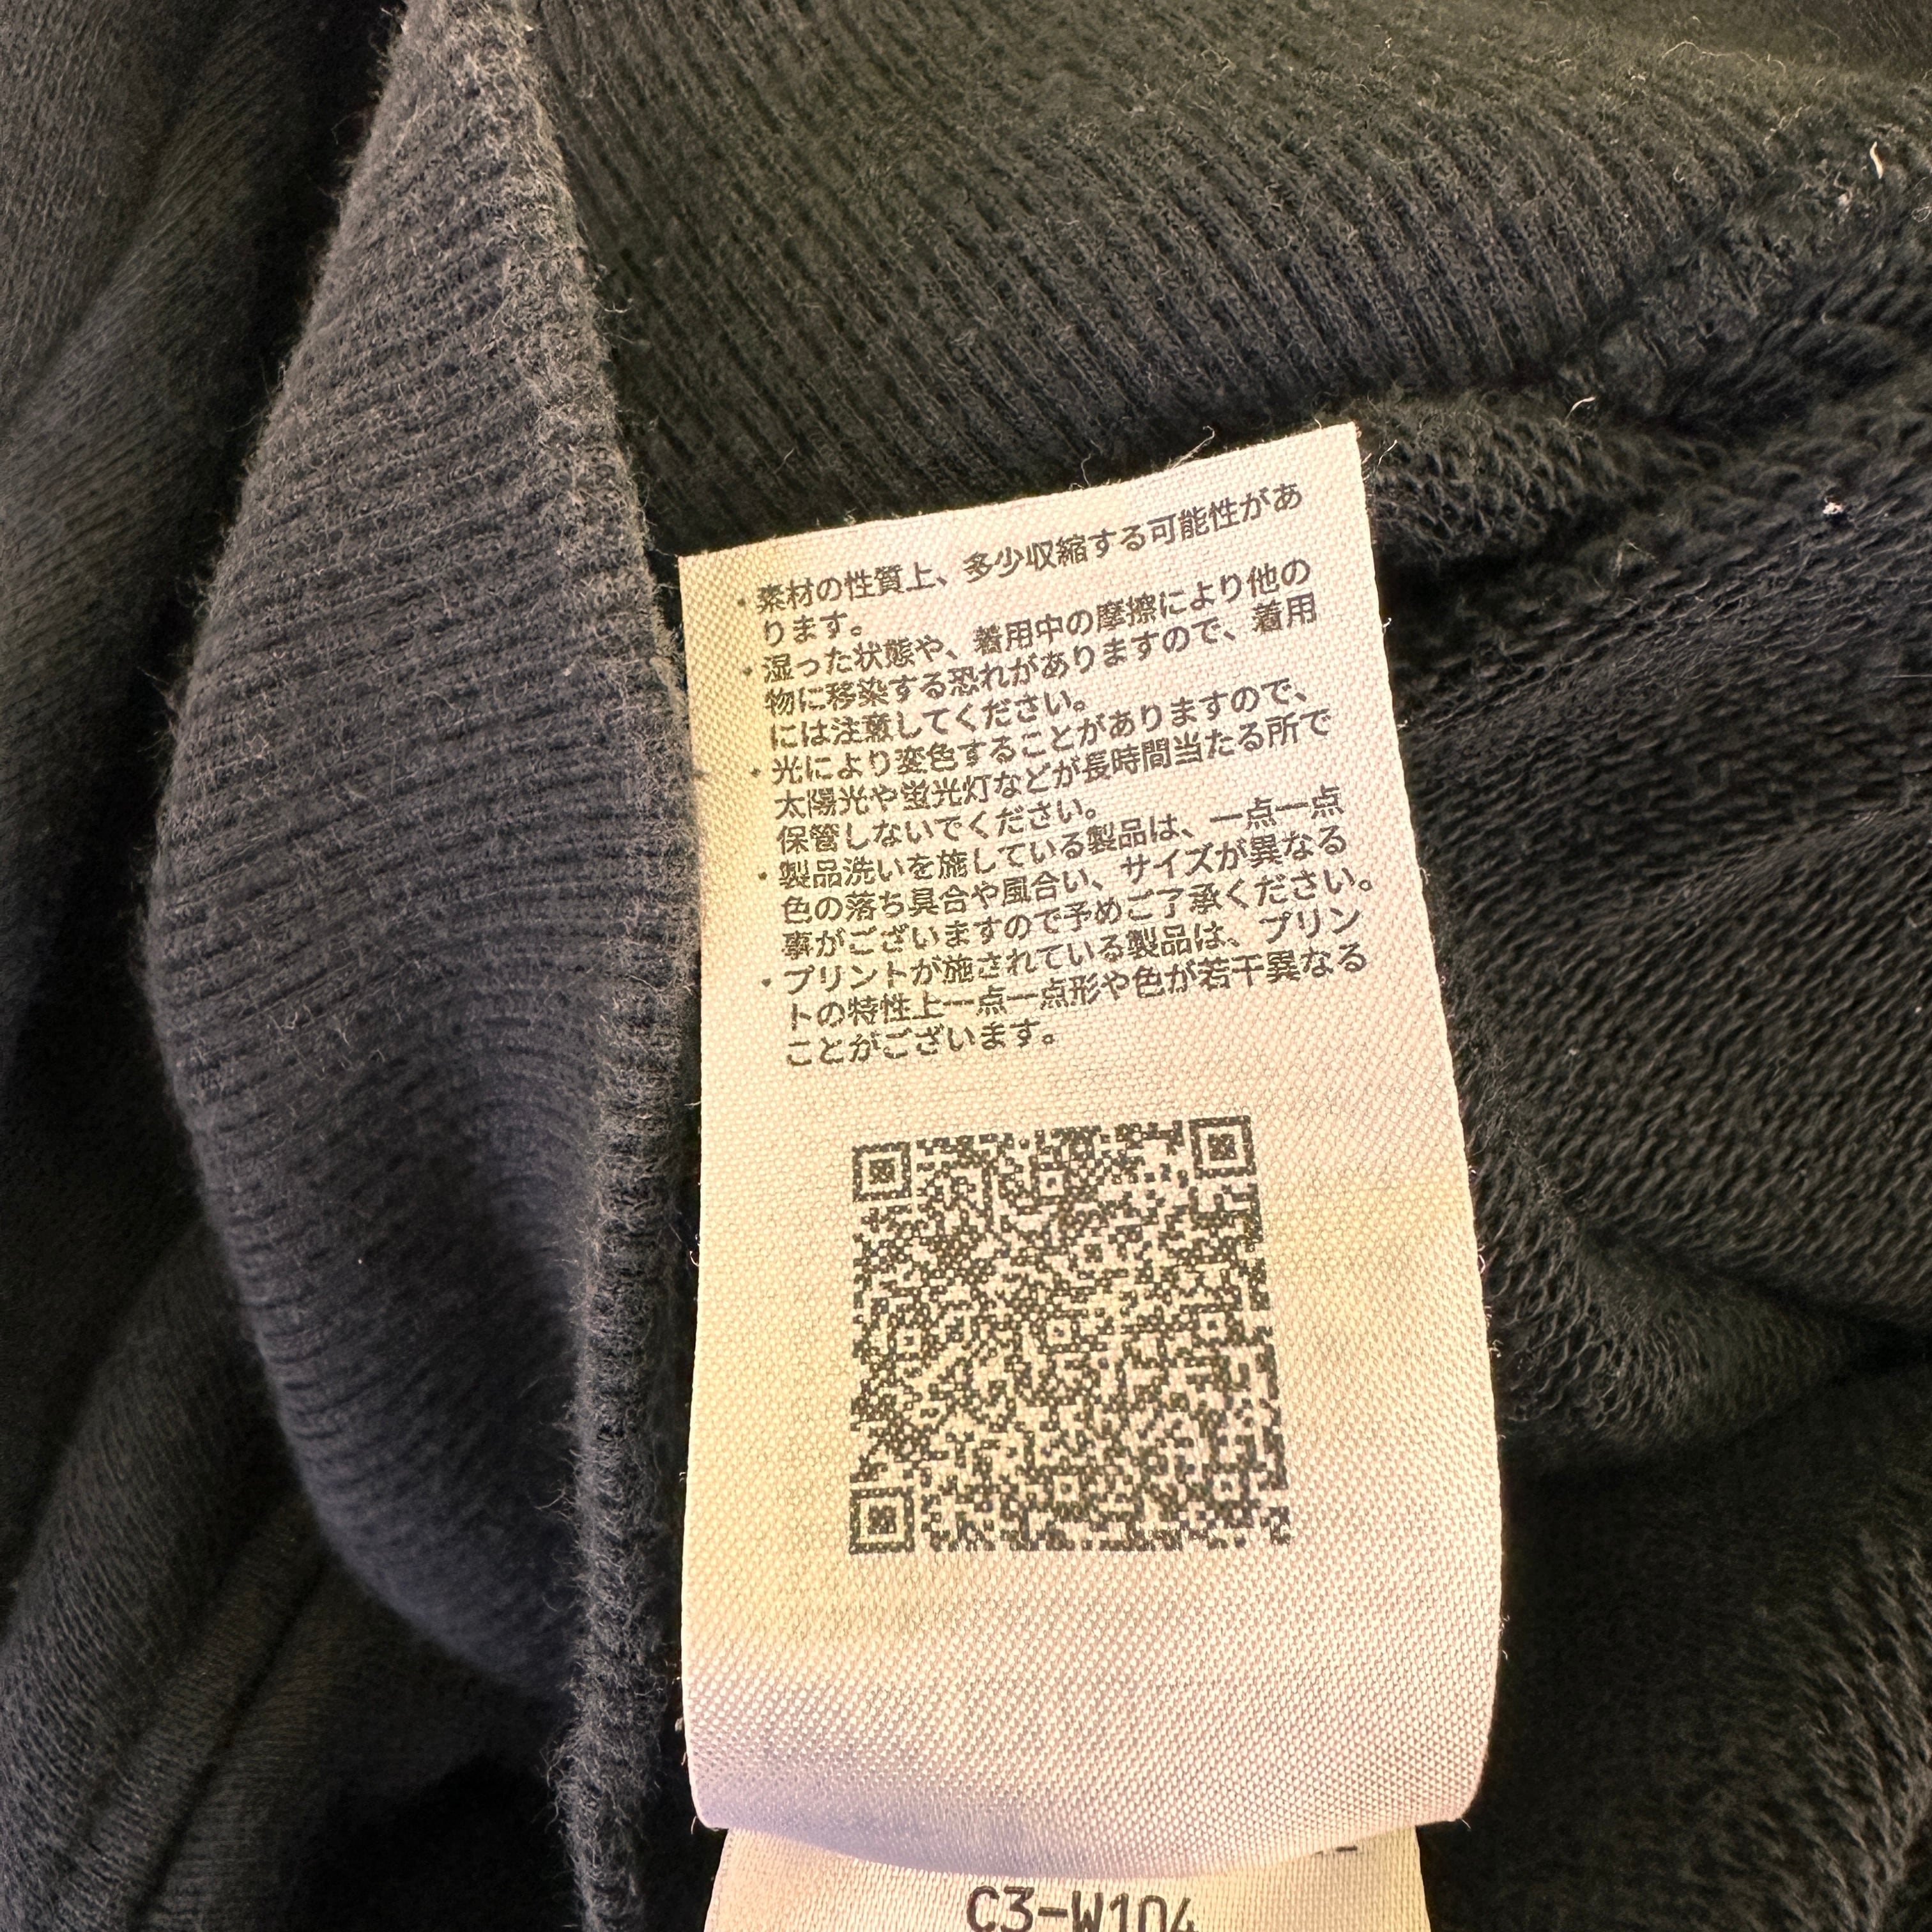 ・素材の性質上、多少収縮する可能性があ
ります。
・湿った状態や、着用中の摩擦により他の
物に移染する恐れがありますので、着用
には注意してください。
・光により変色することがありますので、
太陽光や蛍光灯などが長時間当たる所で
保管しないでください。
・製品洗いを施している製品は、一点一点
色の落ち具合や風合い、サイズが異なる
事がございますので予めご了承ください。
・プリントが施されている製品は、プリン
トの特性上一点一点形や色が若干異なる
ことがございます。
C3-W104